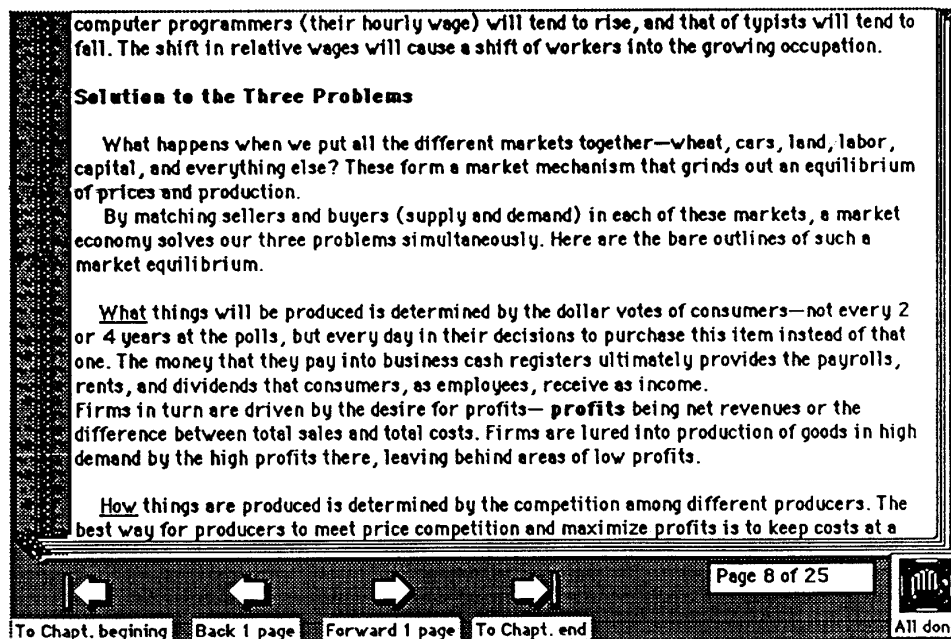 computer programmers (their hourly wage) will tend to rise, and that of typists will tend to
fall. The shift in relative wages will cause a shift of workers into the growing occupation.
Solution to the Three Problems
What happens when we put all the different markets together—wheat, cars, land, labor,
capital, and everything else? These form a market mechanism that grinds out an equilibrium
of prices and production.
By matching sellers and buyers (supply and demand) in each of these markets, a market
economy solves our three problems simultaneously. Here are the bare outlines of such a
market equilibrium.
What things will be produced is determined by the dollar votes of consumers—not every 2
or 4 years at the polls, but every day in their decisions to purchase this item instead of that
one. The money that they pay into business cash registers ultimately provides the payrolls,
rents, and dividends that consumers, as employees, receive as income.
Firms in turn are driven by the desire for profits— profits being net revenues or the
difference between total sales and total costs. Firms are lured into production of goods in high
demand by the high profits there, leaving behind areas of low profits.
How things are produced is determined by the competition among different producers. The
best way for producers to meet price competition and maximize profits is to keep costs at a
Page 8 of 25
To Chapt. begining Back 1 page Forward 1 page To Chapt. end All don